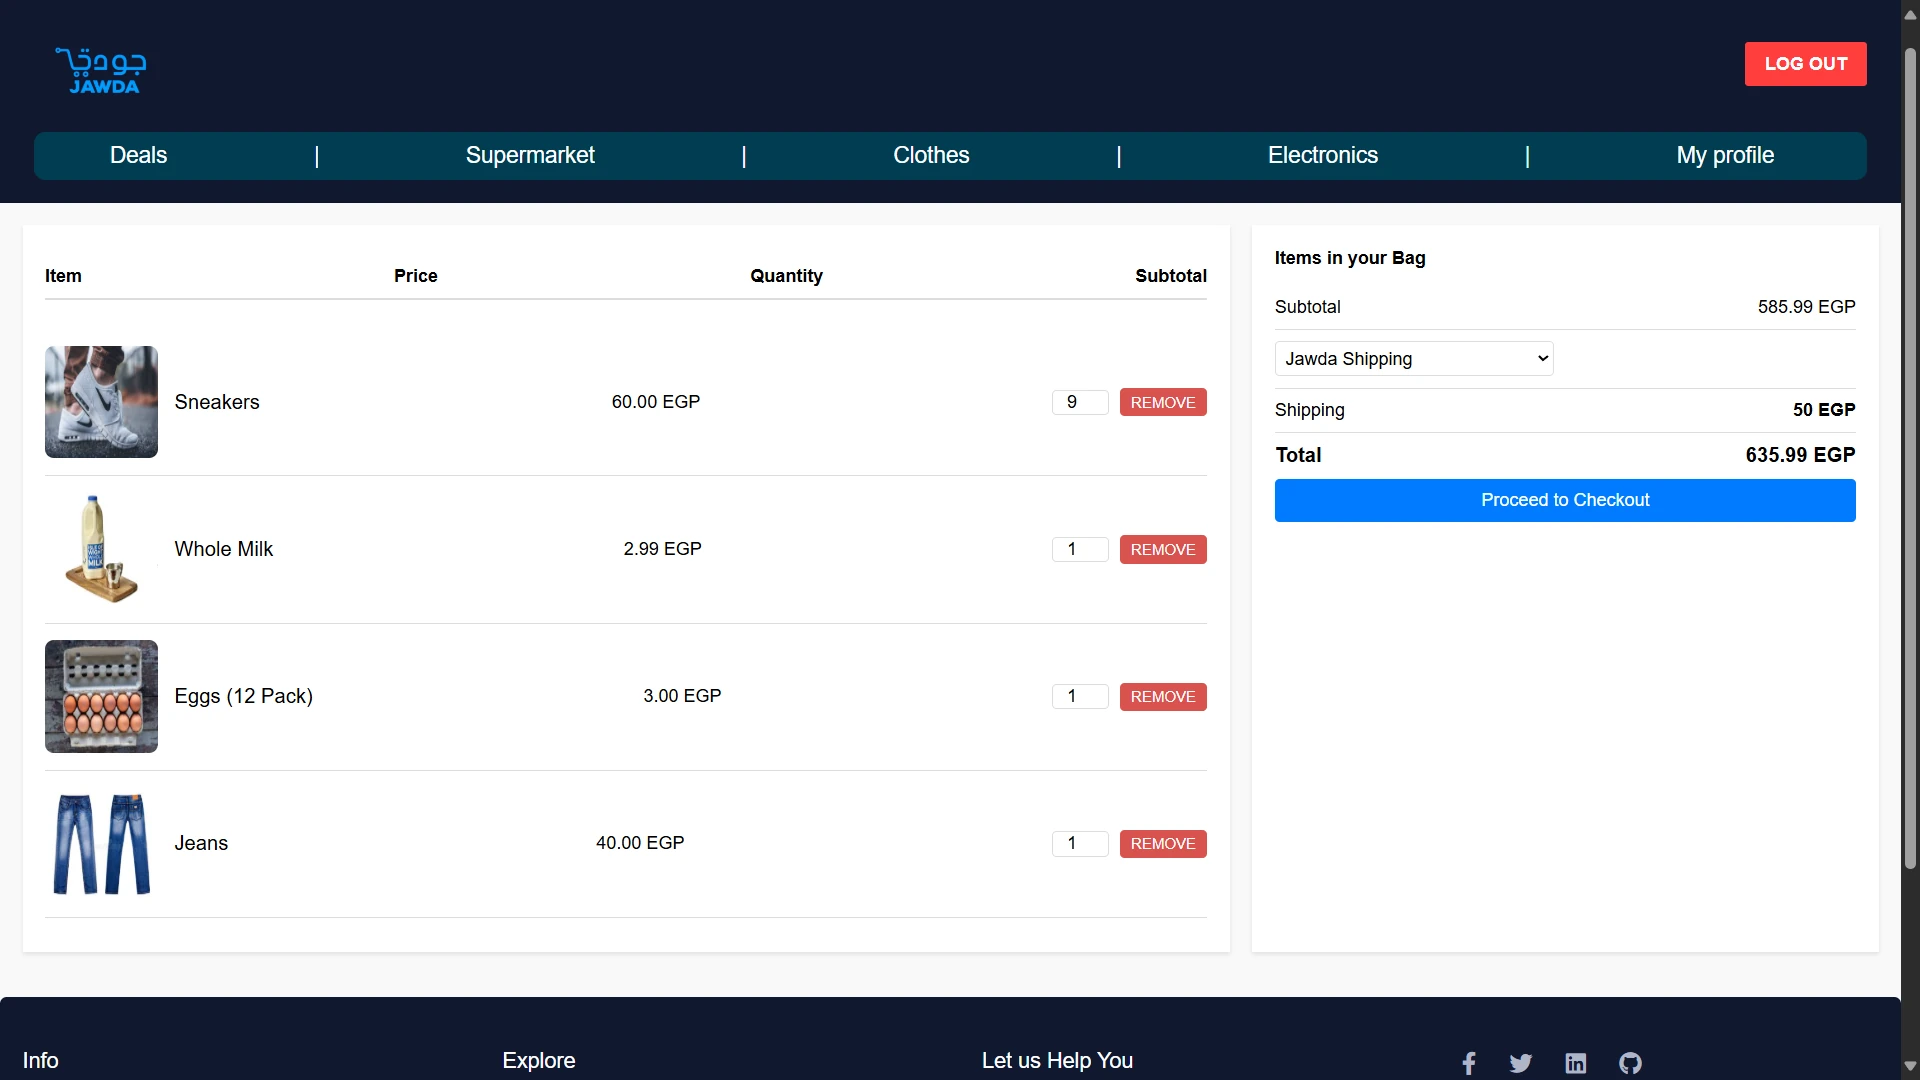 جودة
JAWDA
LOG OUT
Deals | Supermarket | Clothes | Electronics | My profile
Item Price Quantity Subtotal
Sneakers 60.00 EGP 9 REMOVE
Whole Milk 2.99 EGP 1 REMOVE
Eggs (12 Pack) 3.00 EGP 1 REMOVE
Jeans 40.00 EGP 1 REMOVE
Items in your Bag
Subtotal 585.99 EGP
Jawda Shipping
Shipping 50 EGP
Total 635.99 EGP
Proceed to Checkout
Info Explore Let us Help You